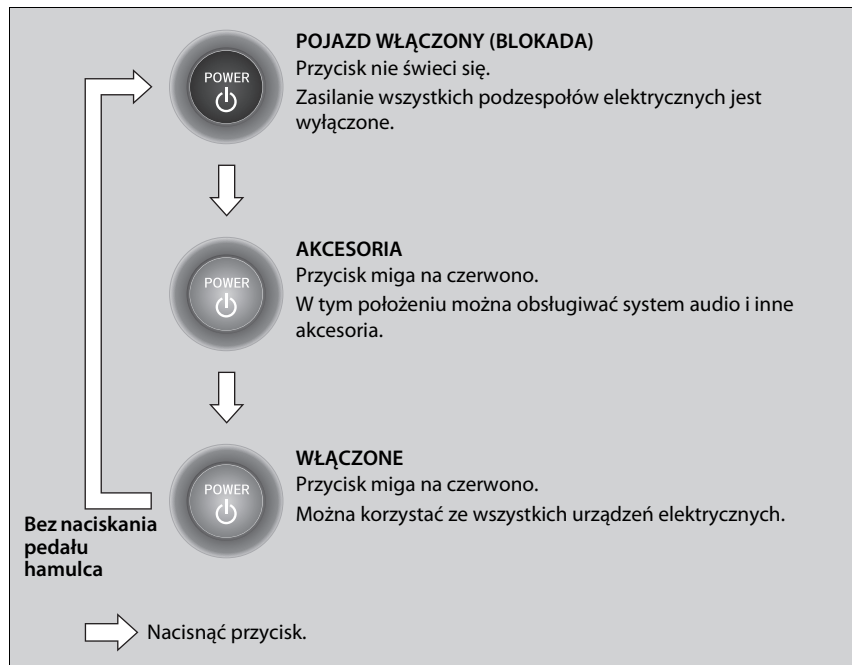 POWER
POJAZD WŁĄCZONY (BLOKADA)
Przycisk nie świeci się.
Zasilanie wszystkich podzespołów elektrycznych jest
wyłączone.
POWER
AKCESORIA
Przycisk miga na czerwono.
W tym położeniu można obsługiwać system audio i inne
akcesoria.
POWER
WŁĄCZONE
Przycisk miga na czerwono.
Można korzystać ze wszystkich urządzeń elektrycznych.
Bez naciskania
pedału
hamulca
Nacisnąć przycisk.